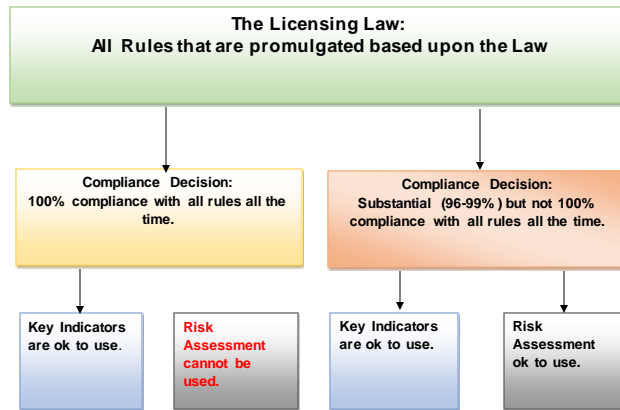 The Licensing Law:
All Rules that are promulgated based upon the Law
Compliance Decision:
100% compliance with all rules all the
time.
Compliance Decision:
Substantial (96-99%) but not 100%
compliance with all rules all the time.
Key Indicators
are ok to use.
Risk
Assessment
cannot be
used.
Key Indicators
are ok to use.
Risk
Assessment
ok to use.